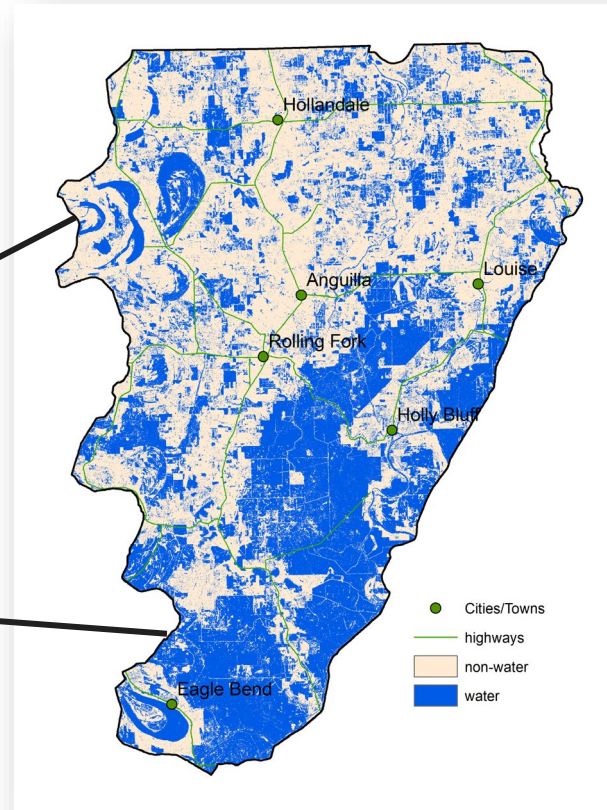 Hollandale
Anguilla
Louise
Rolling Fork
Holly Bluff
Cities/Towns
highways
non-water
water
Eagle Bend